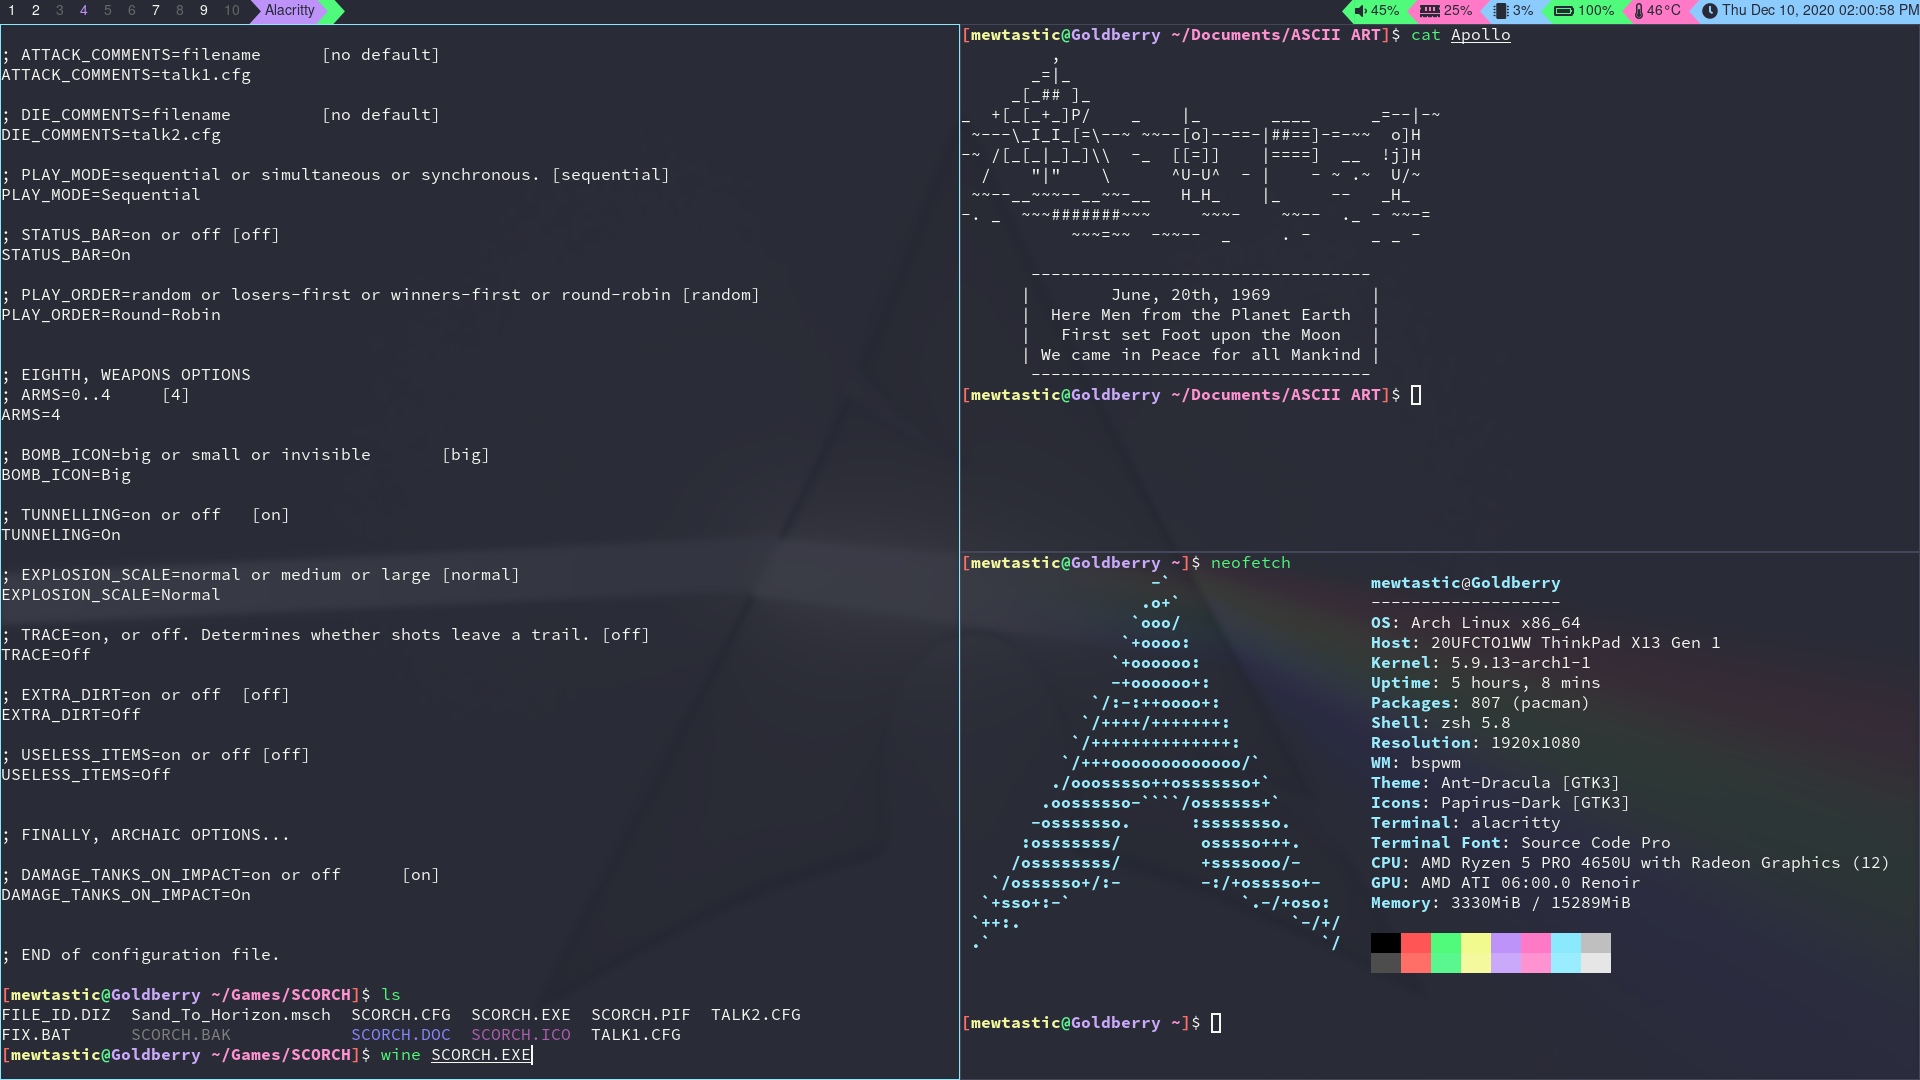 1 2 3 4 5 6 7 8 9 10 Alacritty 45% 25% 3% 100% 46°C Thu Dec 10, 2020 02:00:58 PM
; ATTACK_COMMENTS=filename      [no default]
ATTACK_COMMENTS=talk1.cfg
; DIE_COMMENTS=filename         [no default]
DIE_COMMENTS=talk2.cfg
; PLAY_MODE=sequential or simultaneous or synchronous. [sequential]
PLAY_MODE=Sequential
; STATUS_BAR=on or off [off]
STATUS_BAR=On
; PLAY_ORDER=random or losers-first or winners-first or round-robin [random]
PLAY_ORDER=Round-Robin
; EIGHTH, WEAPONS OPTIONS
; ARMS=0..4     [4]
ARMS=4
; BOMB_ICON=big or small or invisible       [big]
BOMB_ICON=Big
; TUNNELLING=on or off   [on]
TUNNELING=On
; EXPLOSION_SCALE=normal or medium or large [normal]
EXPLOSION_SCALE=Normal
; TRACE=on, or off. Determines whether shots leave a trail. [off]
TRACE=Off
; EXTRA_DIRT=on or off  [off]
EXTRA_DIRT=Off
; USELESS_ITEMS=on or off [off]
USELESS_ITEMS=Off
; FINALLY, ARCHAIC OPTIONS...
; DAMAGE_TANKS_ON_IMPACT=on or off      [on]
DAMAGE_TANKS_ON_IMPACT=On
; END of configuration file.
[mewtastic@Goldberry ~/Games/SCORCH]$ ls
FILE_ID.DIZ  Sand_To_Horizon.msch  SCORCH.CFG  SCORCH.EXE  SCORCH.PIF  TALK2.CFG
FIX.BAT      SCORCH.BAK            SCORCH.DOC  SCORCH.ICO  TALK1.CFG
[mewtastic@Goldberry ~/Games/SCORCH]$ wine SCORCH.EXE
[mewtastic@Goldberry ~/Documents/ASCII ART]$ cat Apollo
June, 20th, 1969
Here Men from the Planet Earth
First set Foot upon the Moon
We came in Peace for all Mankind
[mewtastic@Goldberry ~/Documents/ASCII ART]$
[mewtastic@Goldberry ~]$ neofetch
mewtastic@Goldberry
-------------------
OS: Arch Linux x86_64
Host: 20UFCTO1WW ThinkPad X13 Gen 1
Kernel: 5.9.13-arch1-1
Uptime: 5 hours, 8 mins
Packages: 807 (pacman)
Shell: zsh 5.8
Resolution: 1920x1080
WM: bspwm
Theme: Ant-Dracula [GTK3]
Icons: Papirus-Dark [GTK3]
Terminal: alacritty
Terminal Font: Source Code Pro
CPU: AMD Ryzen 5 PRO 4650U with Radeon Graphics (12)
GPU: AMD ATI 06:00.0 Renoir
Memory: 3330MiB / 15289MiB
[mewtastic@Goldberry ~]$